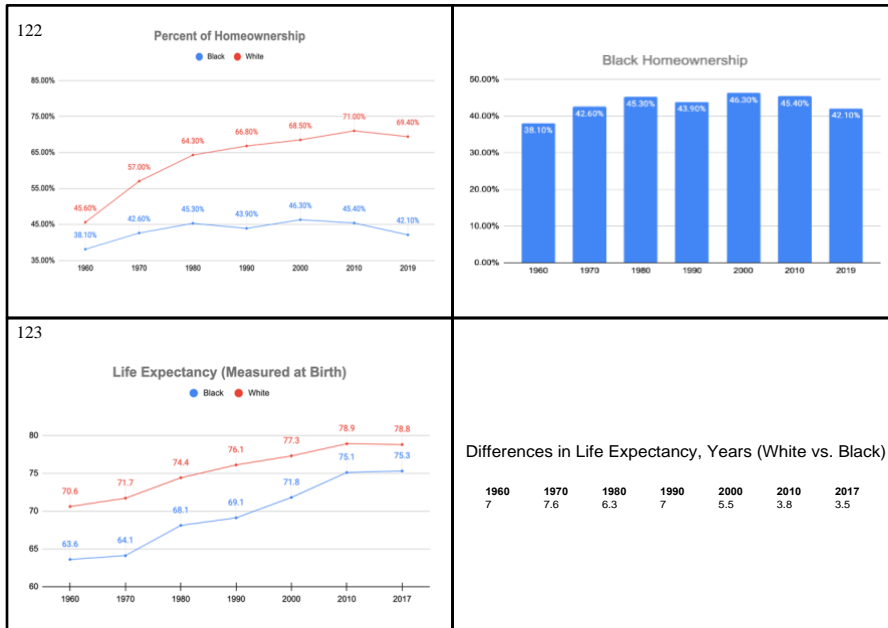 122
Percent of Homeownership
Black White
85.00%
75.00%
65.00%
55.00%
45.00%
35.00%
45.60% 57.00% 64.30% 66.80% 68.50% 71.00% 69.40%
38.10% 42.60% 45.30% 43.90% 46.30% 45.40% 42.10%
1960 1970 1980 1990 2000 2010 2019
Black Homeownership
50.00%
40.00%
30.00%
20.00%
10.00%
0.00%
38.10% 42.60% 45.30% 43.90% 46.30% 45.40% 42.10%
1960 1970 1980 1990 2000 2010 2019
123
Life Expectancy (Measured at Birth)
Black White
80
75
70
65
60
70.6 71.7 74.4 76.1 77.3 78.9 78.8
63.6 64.1 68.1 69.1 71.8 75.1 75.3
1960 1970 1980 1990 2000 2010 2017
Differences in Life Expectancy, Years (White vs. Black)
1960 1970 1980 1990 2000 2010 2017
7 7.6 6.3 7 5.5 3.8 3.5